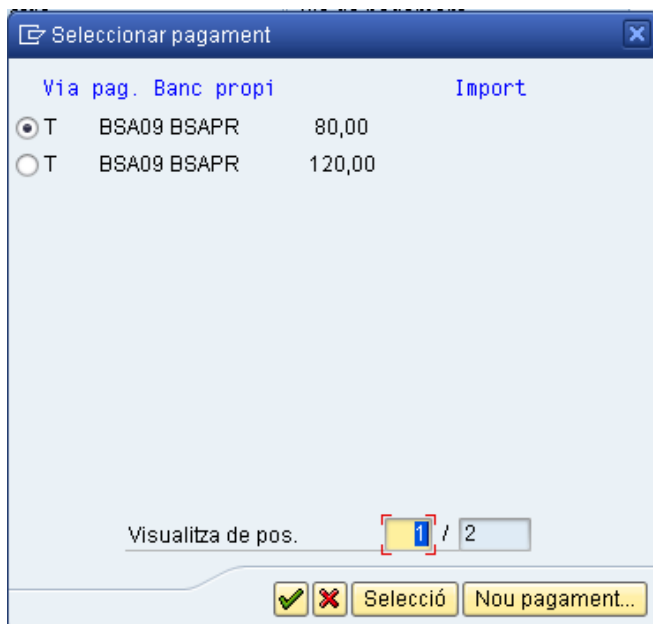 Seleccionar pagament
Via pag. Banc propi Import
T BSA09 BSAPR 80,00
T BSA09 BSAPR 120,00
Visualitza de pos. 1 / 2
Selecció Nou pagament...